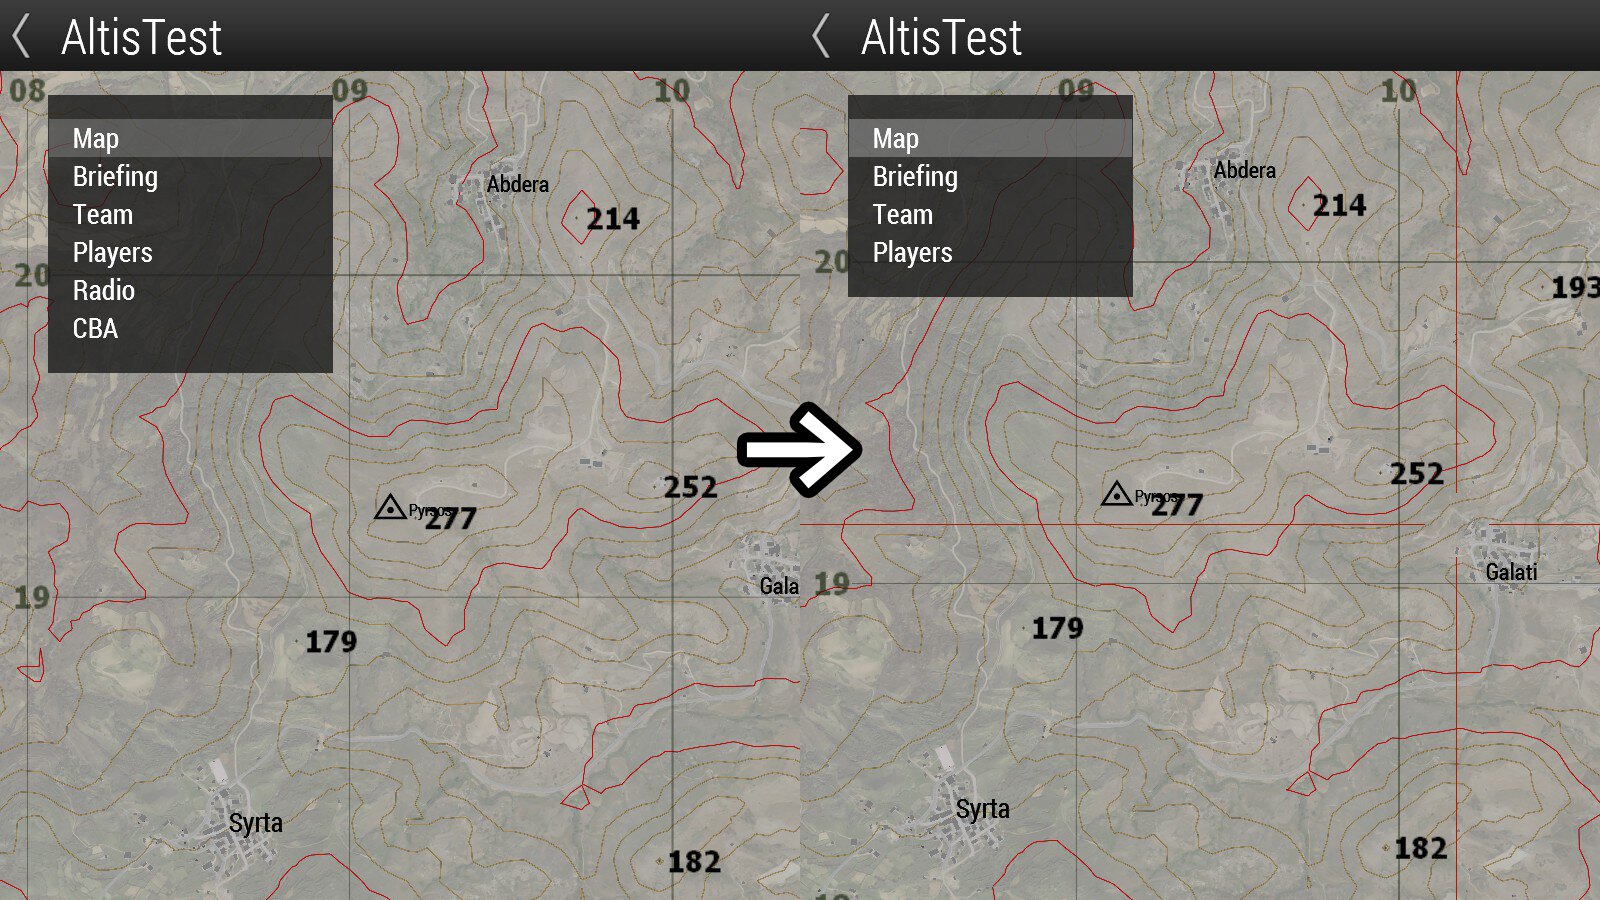 AltisTest
08 09 10
Map
Briefing
Team
Players
Radio
CBA
Abdera
214
20
252
Pyrsos
277
Gala
19
179
Syrta
182
AltisTest
09 10
Map
Briefing
Team
Players
Abdera
214
20
193
252
Pyrsos
277
Galati
19
179
Syrta
182